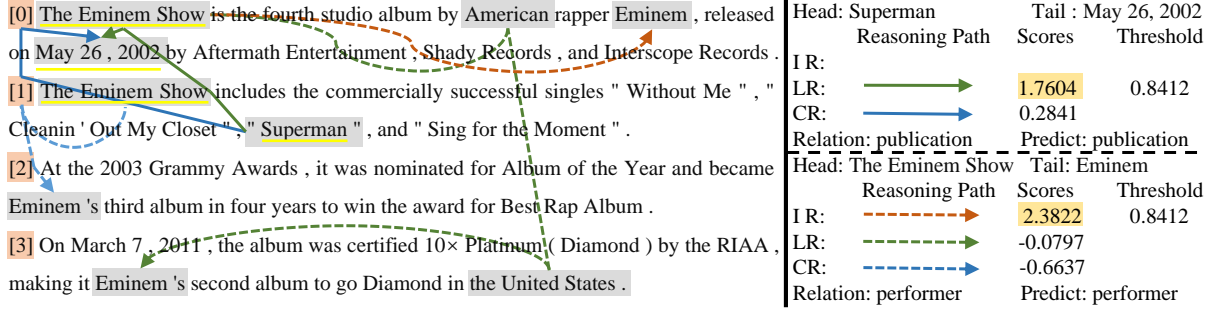 [0] The Eminem Show is the fourth studio album by American rapper Eminem , released
on May 26 , 2002 by Aftermath Entertainment , Shady Records , and Interscope Records .
[1] The Eminem Show includes the commercially successful singles " Without Me " , "
Cleanin ' Out My Closet " , " Superman " , and " Sing for the Moment " .
[2] At the 2003 Grammy Awards , it was nominated for Album of the Year and became
Eminem 's third album in four years to win the award for Best Rap Album .
[3] On March 7 , 2011 , the album was certified 10× Platinum ( Diamond ) by the RIAA ,
making it Eminem 's second album to go Diamond in the United States .
Head: Superman Tail : May 26, 2002
Reasoning Path Scores Threshold
I R:
LR: 1.7604 0.8412
CR: 0.2841
Relation: publication Predict: publication
Head: The Eminem Show Tail: Eminem
Reasoning Path Scores Threshold
I R: 2.3822 0.8412
LR: -0.0797
CR: -0.6637
Relation: performer Predict: performer